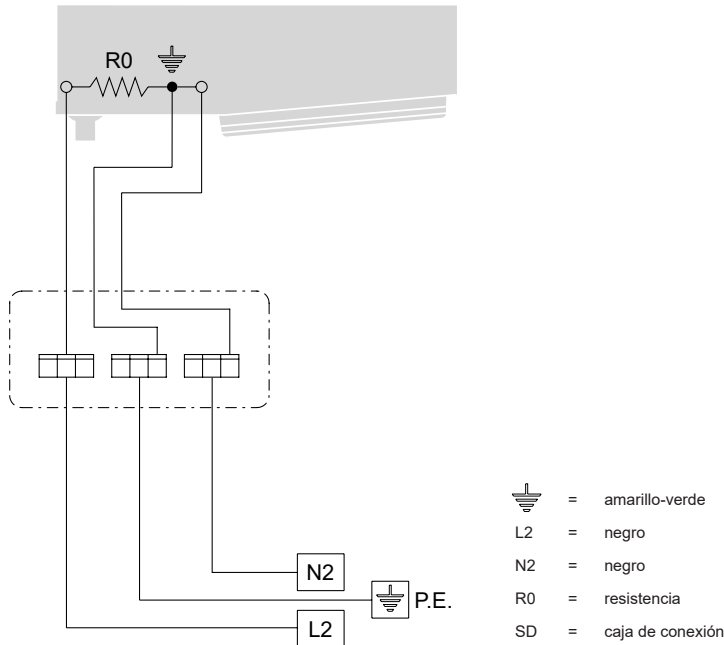 R0
N2
P.E.
L2
= amarillo-verde
L2 = negro
N2 = negro
R0 = resistencia
SD = caja de conexión